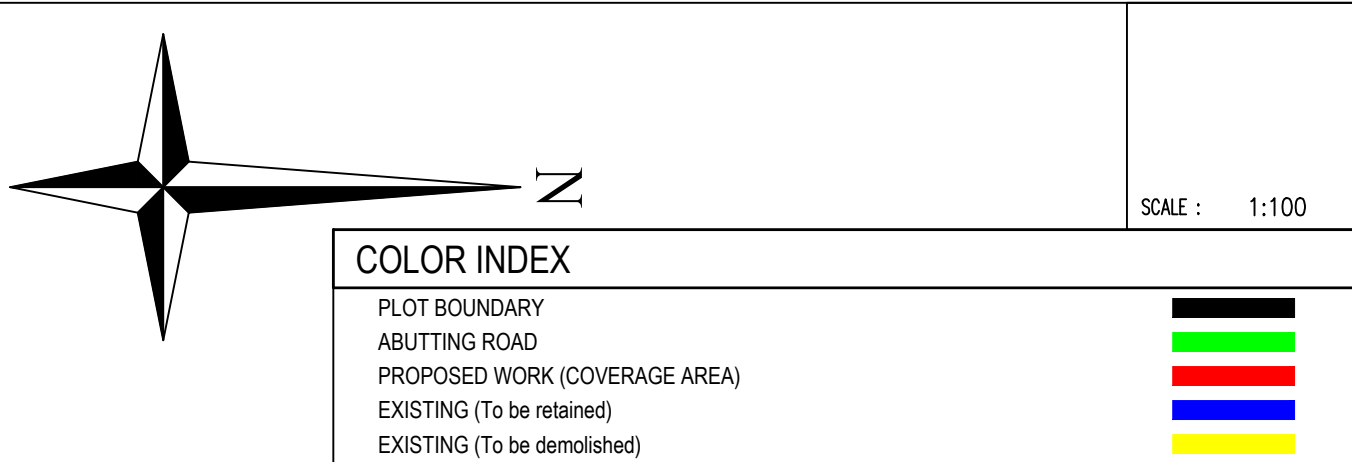 N
SCALE : 1:100
COLOR INDEX
PLOT BOUNDARY
ABUTTING ROAD
PROPOSED WORK (COVERAGE AREA)
EXISTING (To be retained)
EXISTING (To be demolished)